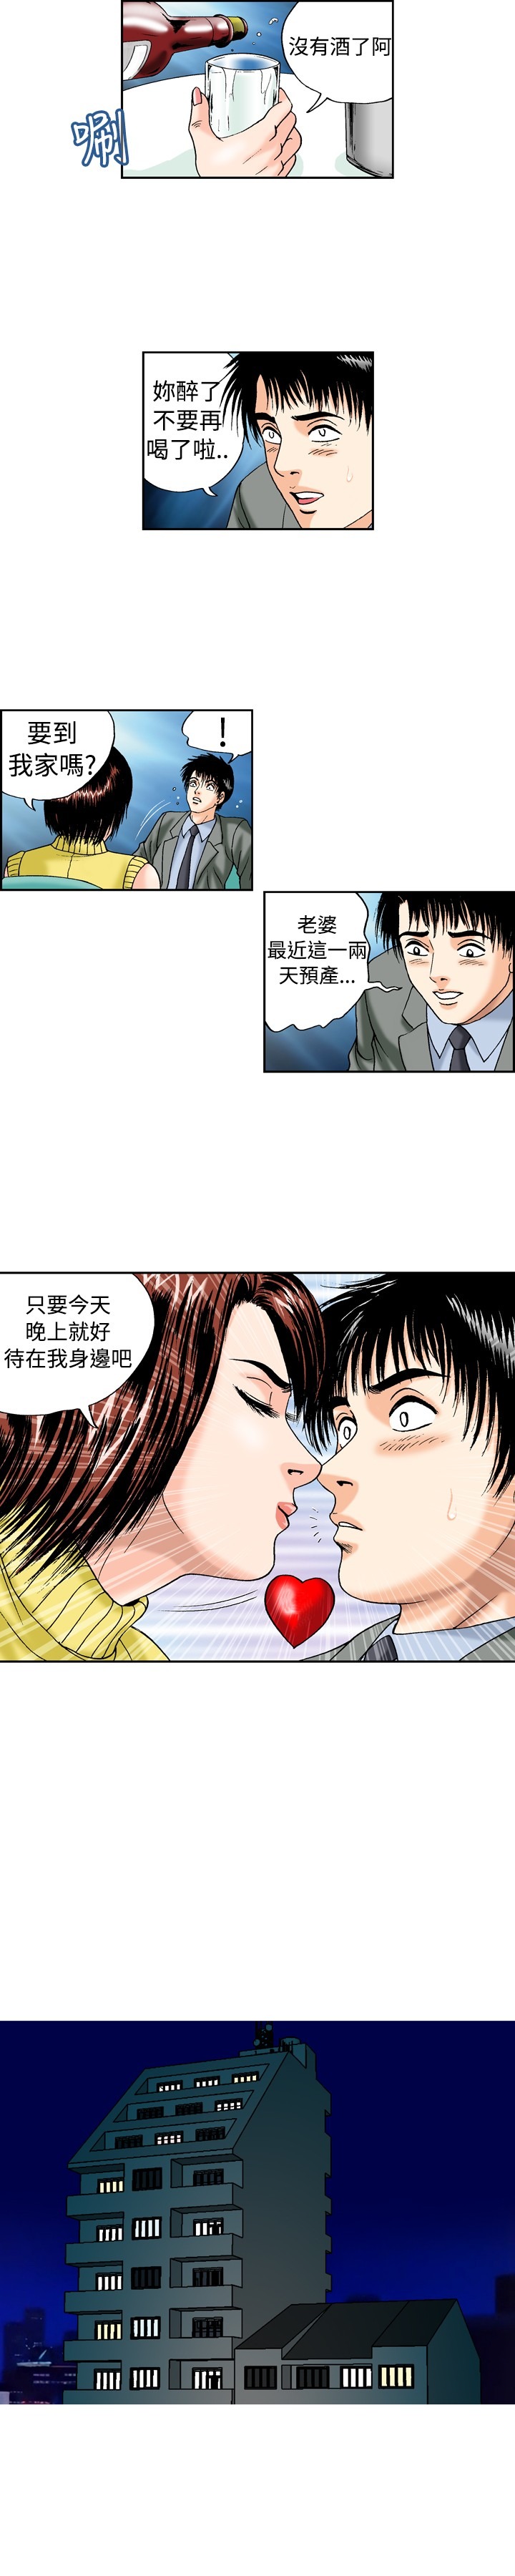 沒有酒了阿
唰
妳醉了
不要再
喝了啦..
要到
我家嗎?
!
老婆
最近這一兩
天預產...
只要今天
晚上就好
待在我身邊吧